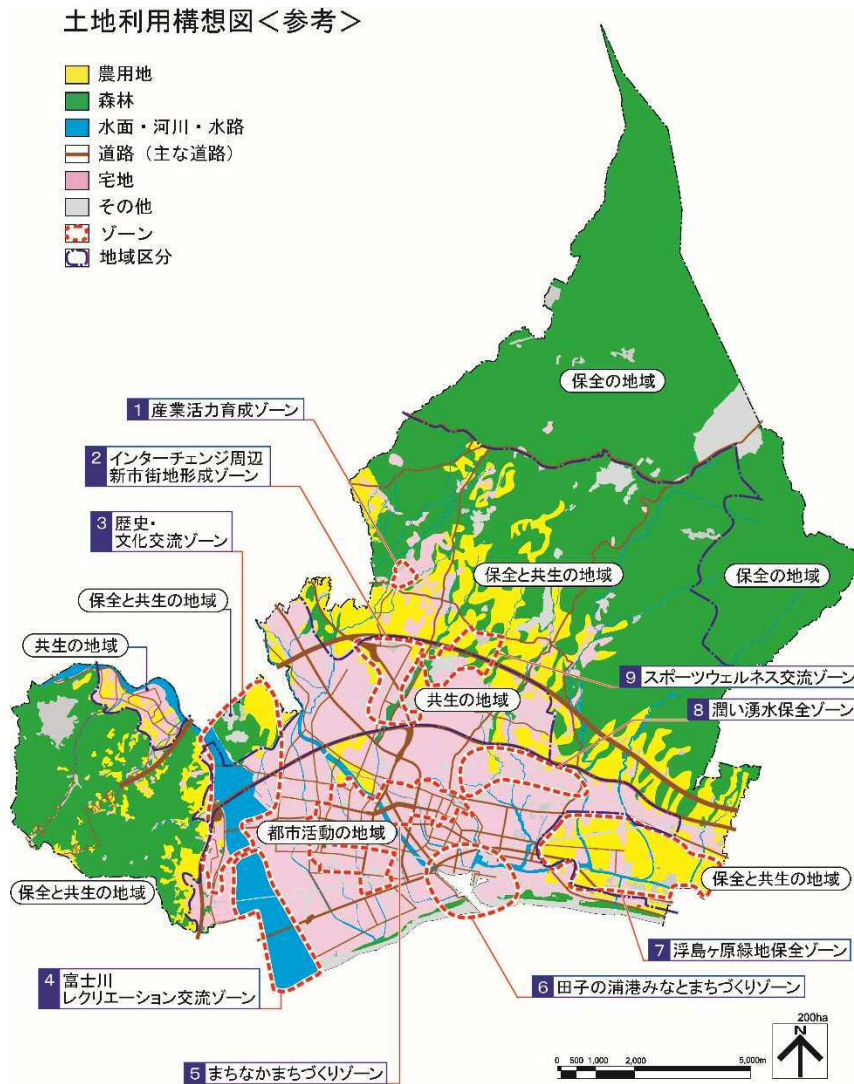 土地利用構想図＜参考＞
農用地
森林
水面・河川・水路
道路（主な道路）
宅地
その他
ゾーン
地域区分
保全の地域
1 産業活力育成ゾーン
2 インターチェンジ周辺
新市街地形成ゾーン
3 歴史・
文化交流ゾーン
保全と共生の地域
保全の地域
保全と共生の地域
共生の地域
9 スポーツウェルネス交流ゾーン
共生の地域
8 潤い湧水保全ゾーン
都市活動の地域
保全と共生の地域
保全と共生の地域
7 浮島ヶ原緑地保全ゾーン
4 富士川
レクリエーション交流ゾーン
6 田子の浦港みなとまちづくりゾーン
5 まちなかまちづくりゾーン
200ha
N
0 500 1,000 2,000 5,000m